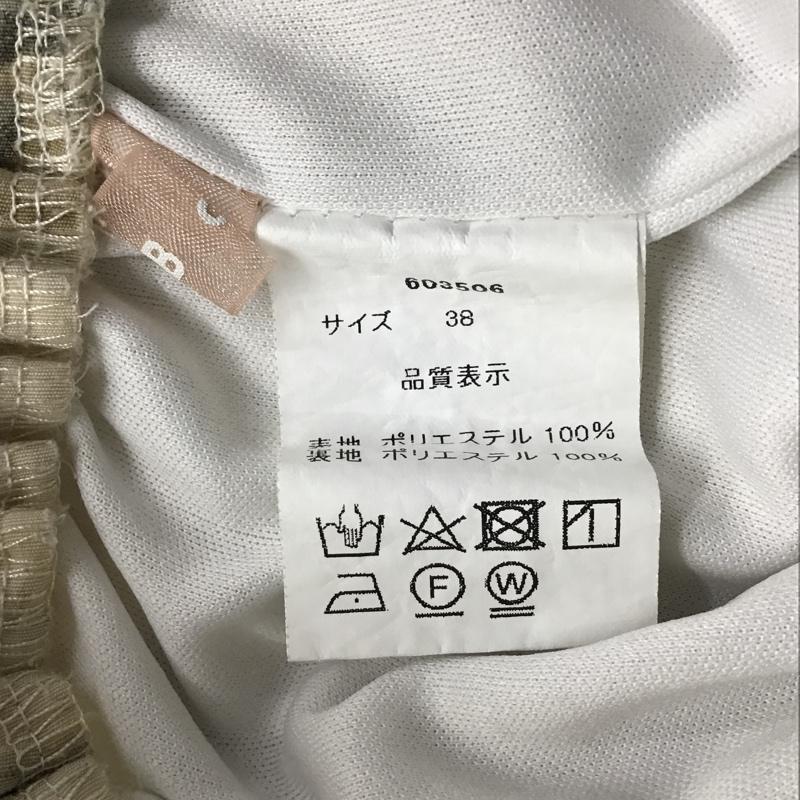 603506
サイズ 38
品質表示
表地 ポリエステル 100%
裏地 ポリエステル 100%
F W